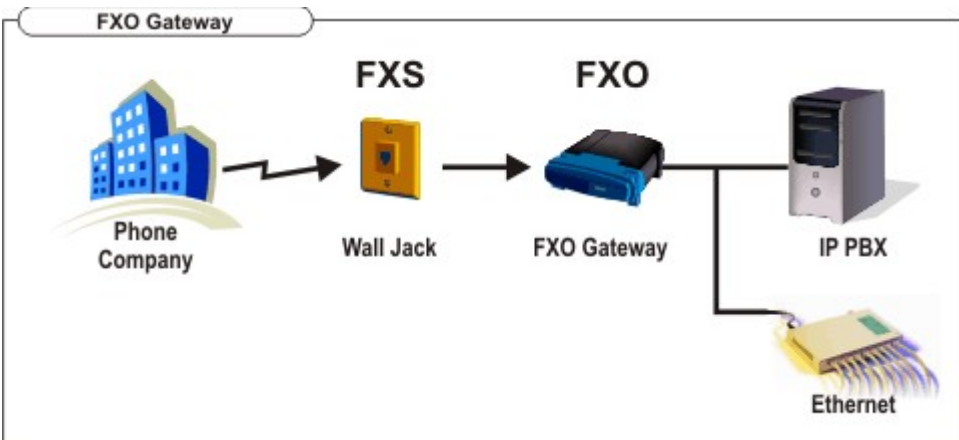 FXO Gateway
FXS
FXO
Phone
Company
Wall Jack
FXO Gateway
IP PBX
Ethernet